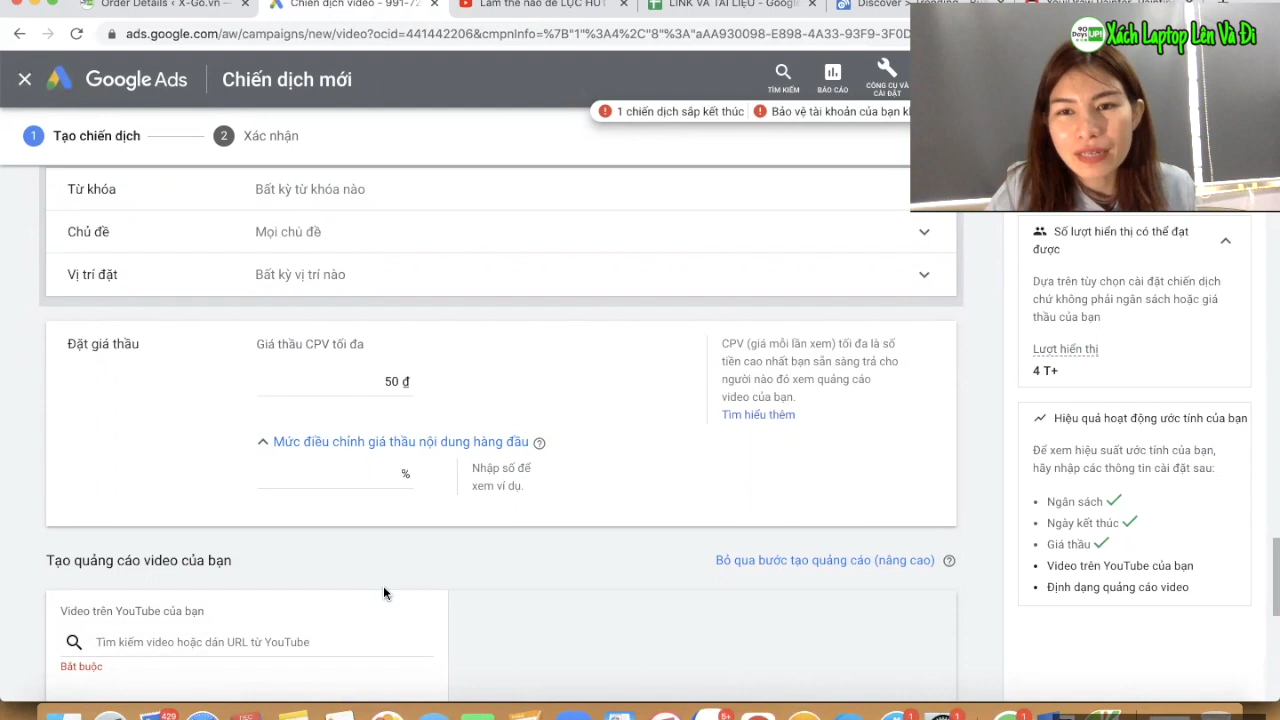 Order Details < X-Go.vn –
Chiến dịch video – 991-72
Làm thế nào để LỤC HÚT
LINK VÀ TÀI LIỆU - Google
Discover >
ads.google.com/aw/campaigns/new/video?cid=441442206&cmpnInfo=%7B"1"%3A4%2C"8"%3A"aAA930098-E898-4A33-93F9-3F0D
90 Days UP! Xách Laptop Lên Và Đi
Google Ads
Chiến dịch mới
TÌM KIẾM
BÁO CÁO
CÔNG CỤ VÀ
CÀI ĐẶT
1 chiến dịch sắp kết thúc
Bảo vệ tài khoản của bạn kh
1 Tạo chiến dịch
2 Xác nhận
Từ khóa
Bất kỳ từ khóa nào
Chủ đề
Mọi chủ đề
Vị trí đặt
Bất kỳ vị trí nào
Đặt giá thầu
Giá thầu CPV tối đa
50 ₫
CPV (giá mỗi lần xem) tối đa là số
tiền cao nhất bạn sẵn sàng trả cho
người nào đó xem quảng cáo
video của bạn.
Tìm hiểu thêm
Mức điều chỉnh giá thầu nội dung hàng đầu
%
Nhập số để
xem ví dụ.
Tạo quảng cáo video của bạn
Bỏ qua bước tạo quảng cáo (nâng cao)
Video trên YouTube của bạn
Tìm kiếm video hoặc dán URL từ YouTube
Bắt buộc
Số lượt hiển thị có thể đạt
được
Dựa trên tùy chọn cài đặt chiến dịch
chứ không phải ngân sách hoặc giá
thầu của bạn
Lượt hiển thị
4 T+
Hiệu quả hoạt động ước tính của bạn
Để xem hiệu suất ước tính của bạn,
hãy nhập các thông tin cài đặt sau:
• Ngân sách
• Ngày kết thúc
• Giá thầu
• Video trên YouTube của bạn
• Định dạng quảng cáo video
429
DEC